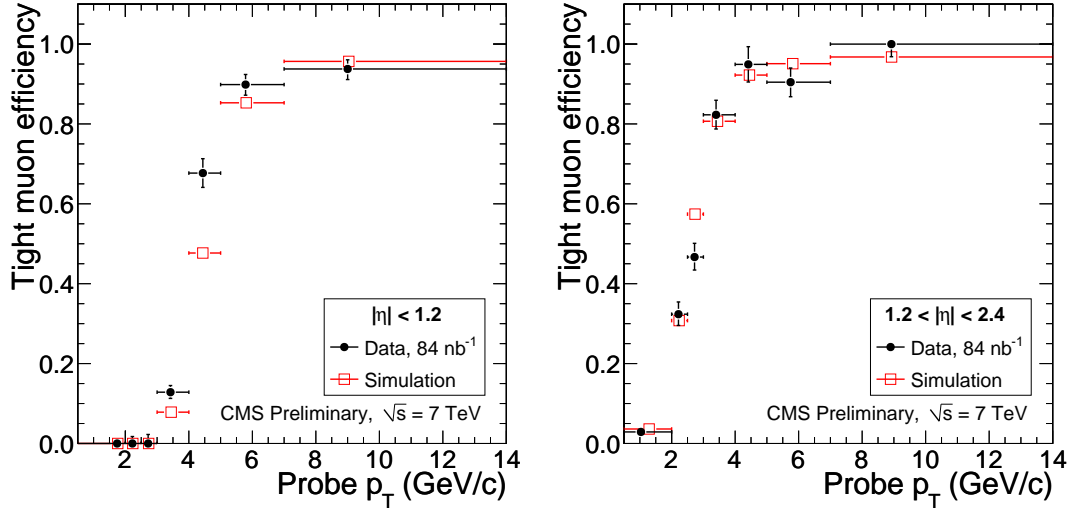 Tight muon efficiency
1.0
0.8
0.6
0.4
0.2
0.0
|η| < 1.2
Data, 84 nb⁻¹
Simulation
CMS Preliminary, √s = 7 TeV
2 4 6 8 10 12 14
Probe p_T (GeV/c)
Tight muon efficiency
1.0
0.8
0.6
0.4
0.2
0.0
1.2 < |η| < 2.4
Data, 84 nb⁻¹
Simulation
CMS Preliminary, √s = 7 TeV
2 4 6 8 10 12 14
Probe p_T (GeV/c)